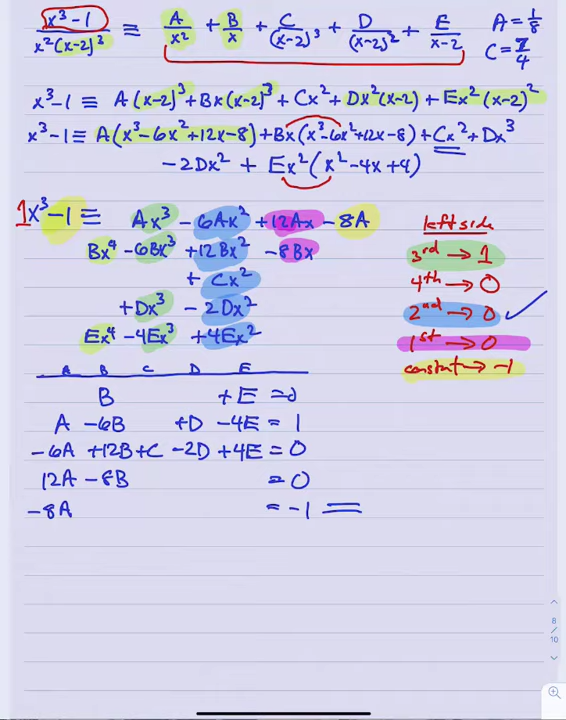 x³-1 / x²(x-2)³ ≡ A/x² + B/x + C/(x-2)³ + D/(x-2)² + E/x-2   A = 1/8
C = 7/4
x³-1 ≡ A(x-2)³ + Bx(x-2)³ + Cx² + Dx²(x-2) + Ex²(x-2)²
x³-1 ≡ A(x³-6x²+12x-8) + Bx(x³-6x²+12x-8) + Cx² + Dx³
-2Dx² + Ex²(x²-4x+4)
1x³-1 ≡ Ax³ - 6Ax² + 12Ax - 8A
Bx⁴ -6Bx³ +12Bx² -8Bx
+ Cx²
+Dx³ - 2Dx²
Ex⁴ -4Ex³ +4Ex²
left side
3rd → 1
4th → 0
2nd → 0 ✓
1st → 0
constant → -1
A B C D E
B +E = 0
A -6B +D -4E = 1
-6A +12B +C -2D +4E = 0
12A -8B = 0
-8A = -1
8
/
10